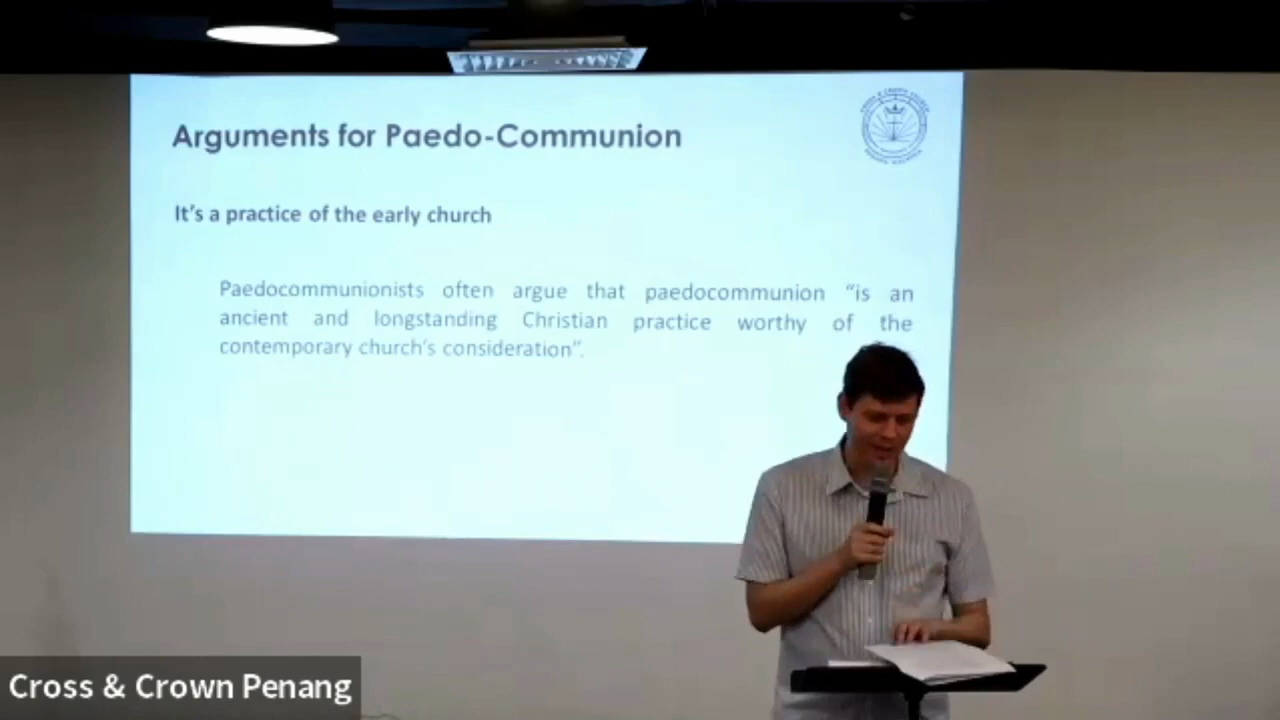 Arguments for Paedo-Communion
It's a practice of the early church
Paedocommunionists often argue that paedocommunion "is an
ancient and longstanding Christian practice worthy of the
contemporary church's consideration".
Cross & Crown Penang